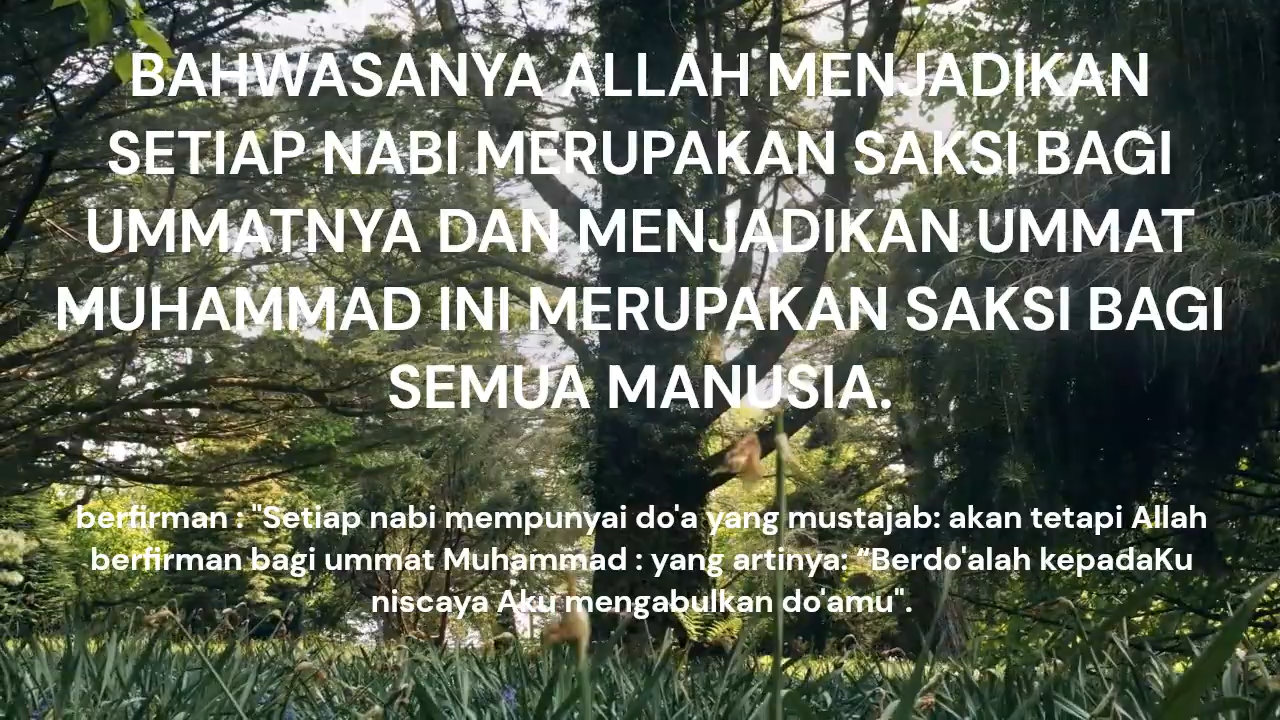 BAHWASANYA ALLAH MENJADIKAN
SETIAP NABI MERUPAKAN SAKSI BAGI
UMMATNYA DAN MENJADIKAN UMMAT
MUHAMMAD INI MERUPAKAN SAKSI BAGI
SEMUA MANUSIA.
berfirman : "Setiap nabi mempunyai do'a yang mustajab: akan tetapi Allah
berfirman bagi ummat Muhammad : yang artinya: “Berdo'alah kepadaKu
niscaya Aku mengabulkan do'amu".